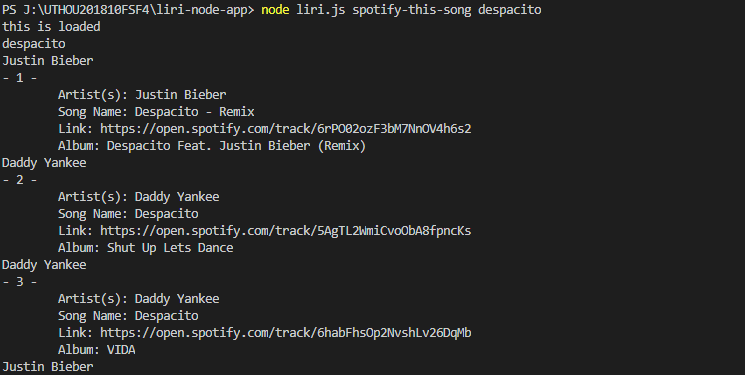 PS J:\UTHOU201810FSF4\liri-node-app> node liri.js spotify-this-song despacito
this is loaded
despacito
Justin Bieber
- 1 -
Artist(s): Justin Bieber
Song Name: Despacito - Remix
Link: https://open.spotify.com/track/6rPO02ozF3bM7NnOV4h6s2
Album: Despacito Feat. Justin Bieber (Remix)
Daddy Yankee
- 2 -
Artist(s): Daddy Yankee
Song Name: Despacito
Link: https://open.spotify.com/track/5AgTL2WmiCvoObA8fpncKs
Album: Shut Up Lets Dance
Daddy Yankee
- 3 -
Artist(s): Daddy Yankee
Song Name: Despacito
Link: https://open.spotify.com/track/6habFhsOp2NvshLv26DqMb
Album: VIDA
Justin Bieber